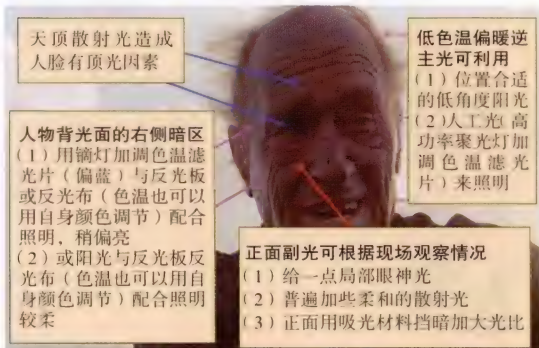 天顶散射光造成
人脸有顶光因素
低色温偏暖逆
主光可利用
(1)位置合适
的低角度阳光
(2)人工光(高
功率聚光灯加
调色温滤光
片)来照明
人物背光面的右侧暗区
(1)用镝灯加调色温滤
光片(偏蓝)与反光板
或反光布(色温也可以
用自身颜色调节)配合
照明,稍偏亮
(2)或阳光与反光板反
光布(色温也可以用自
身颜色调节)配合照明
较柔
正面副光可根据现场观察情况
(1)给一点局部眼神光
(2)普遍加些柔和的散射光
(3)正面用吸光材料挡暗加大光比